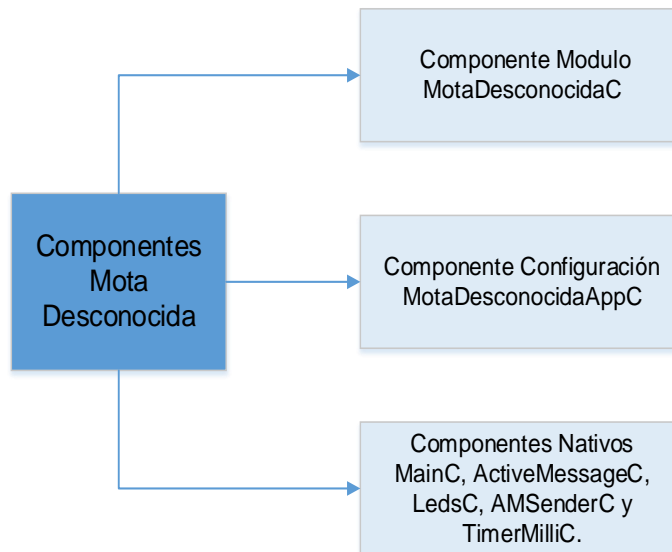 Componente Modulo
MotaDesconocidaC
Componentes
Mota
Desconocida
Componente Configuración
MotaDesconocidaAppC
Componentes Nativos
MainC, ActiveMessageC,
LedsC, AMSenderC y
TimerMilliC.